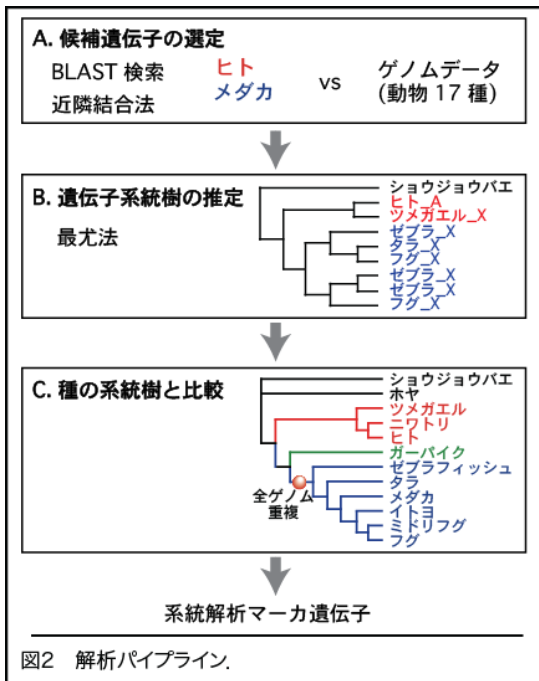 A. 候補遺伝子の選定
BLAST 検索
近隣結合法
ヒト
メダカ
vs
ゲノムデータ
(動物 17 種)
B. 遺伝子系統樹の推定
最尤法
ショウジョウバエ
ヒト_A
ツメガエル_X
ゼブラ_X
タラ_X
フグ_X
ゼブラ_X
ゼブラ_X
フグ_X
C. 種の系統樹と比較
ショウジョウバエ
ホヤ
ツメガエル
ニワトリ
ヒト
ガーパイク
ゼブラフィッシュ
タラ
メダカ
イトヨ
ミドリフグ
フグ
全ゲノム
重複
系統解析マーカ遺伝子
図2 解析パイプライン.